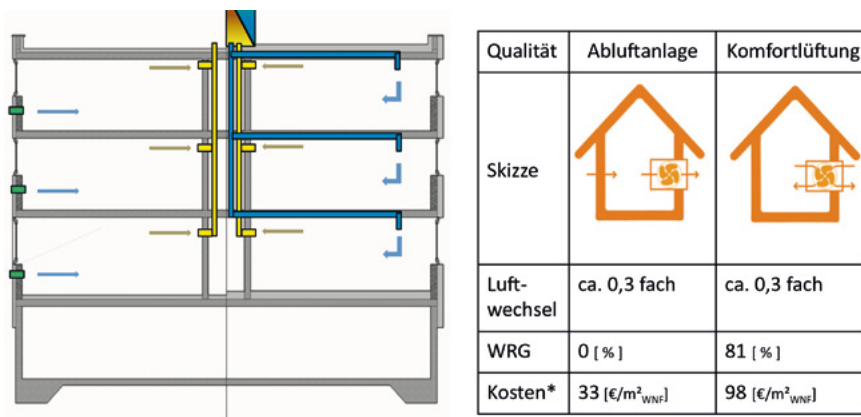 Qualität Abluftanlage Komfortlüftung
Skizze
Luft-
wechsel ca. 0,3 fach ca. 0,3 fach
WRG 0 [ % ] 81 [ % ]
Kosten* 33 [€/m²WNF] 98 [€/m²WNF]